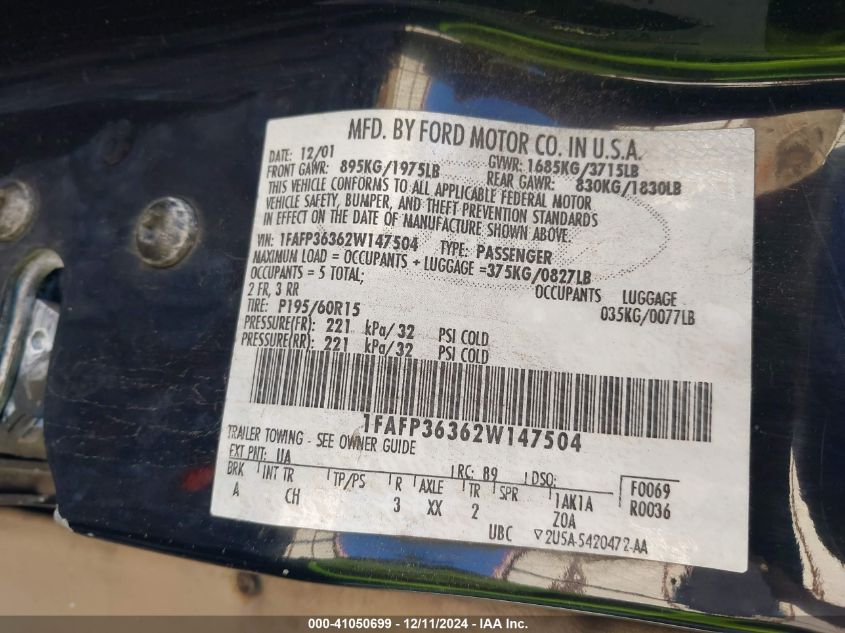 MFD. BY FORD MOTOR CO. IN U.S.A.
DATE: 12/01 GVWR: 1685KG/3715LB
FRONT GAWR: 895KG/1975LB REAR GAWR: 830KG/1830LB
THIS VEHICLE CONFORMS TO ALL APPLICABLE FEDERAL MOTOR
VEHICLE SAFETY, BUMPER, AND THEFT PREVENTION STANDARDS
IN EFFECT ON THE DATE OF MANUFACTURE SHOWN ABOVE.
VIN: 1FAFP36362W147504 TYPE: PASSENGER
MAXIMUM LOAD = OCCUPANTS + LUGGAGE = 375KG/0827LB
OCCUPANTS = 5 TOTAL; OCCUPANTS LUGGAGE
2 FR, 3 RR 035KG/0077LB
TIRE: P195/60R15
PRESSURE(FR): 221 kPa/32 PSI COLD
PRESSURE(RR): 221 kPa/32 PSI COLD
1FAFP36362W147504
TRAILER TOWING - SEE OWNER GUIDE
EXT PNT: UA RC: 89 DSO: F0069
BRK INT TR TP/PS R AXLE TR SPR 1AK1A R0036
A CH 3 XX 2 Z0A
UBC 2U5A-5420472-AA
000-41050699 - 12/11/2024 - IAA Inc.